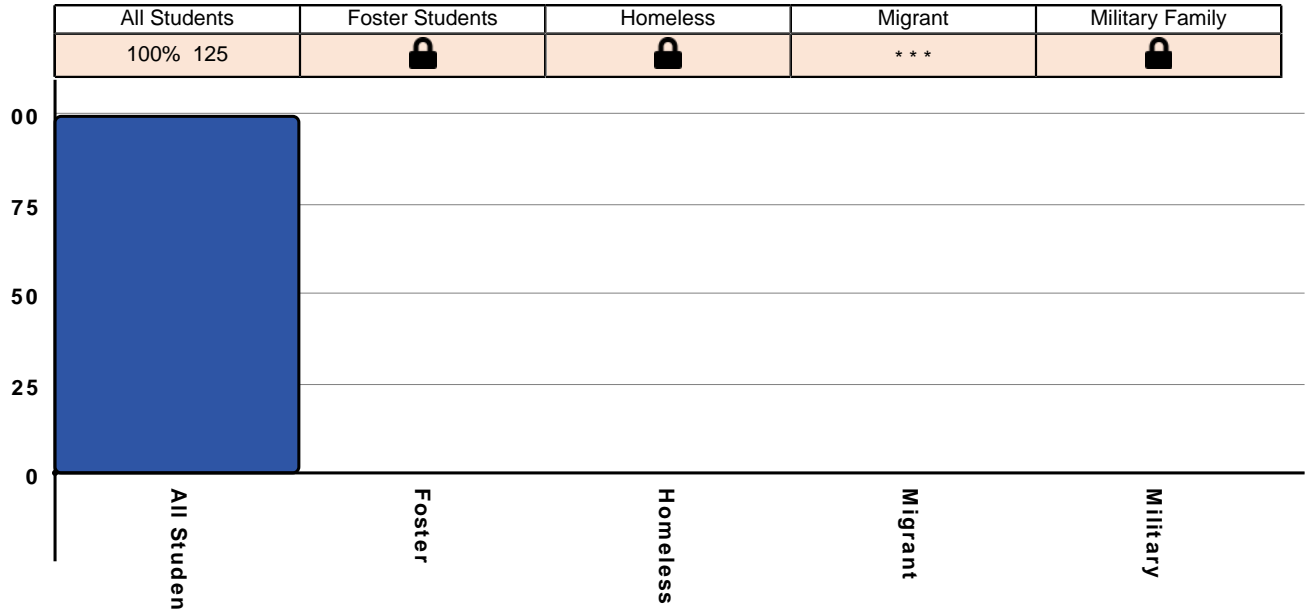 All Students Foster Students Homeless Migrant Military Family
100% 125 ***
00
75
50
25
0
All Studen
Foster
Homeless
Migrant
Military